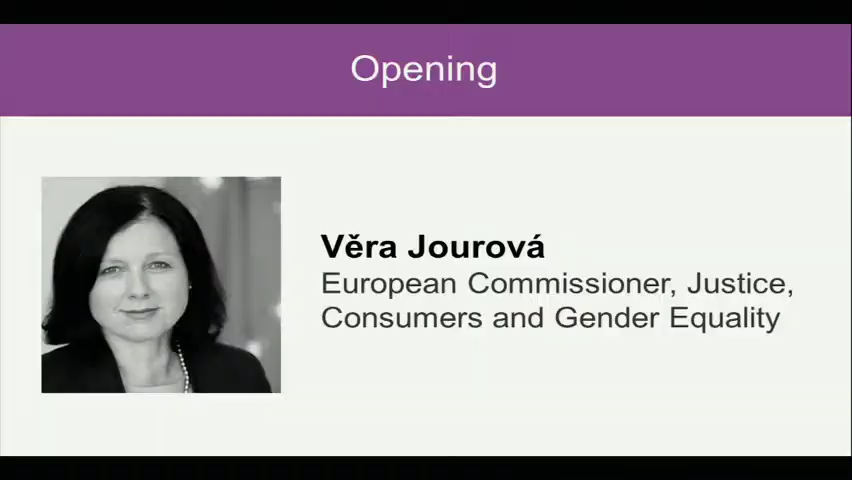 Opening
Věra Jourová
European Commissioner, Justice,
Consumers and Gender Equality